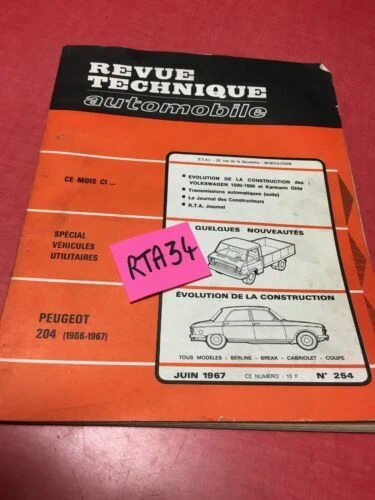 REVUE
TECHNIQUE
automobile
E.T.A.I. - 22, rue de la Saussière - 92-BOULOGNE
CE MOIS CI ...
• EVOLUTION DE LA CONSTRUCTION des :
VOLKSWAGEN 1500-1600 et Karmann Ghia
• Transmissions automatiques (suite)
• Le Journal des Constructeurs
• R.T.A. Journal
SPÉCIAL
VÉHICULES
UTILITAIRES
QUELQUES NOUVEAUTÉS
RTA34
PEUGEOT
204 (1966-1967)
ÉVOLUTION DE LA CONSTRUCTION
TOUS MODELES : BERLINE - BREAK - CABRIOLET - COUPE
JUIN 1967 CE NUMERO : 15 F N° 254